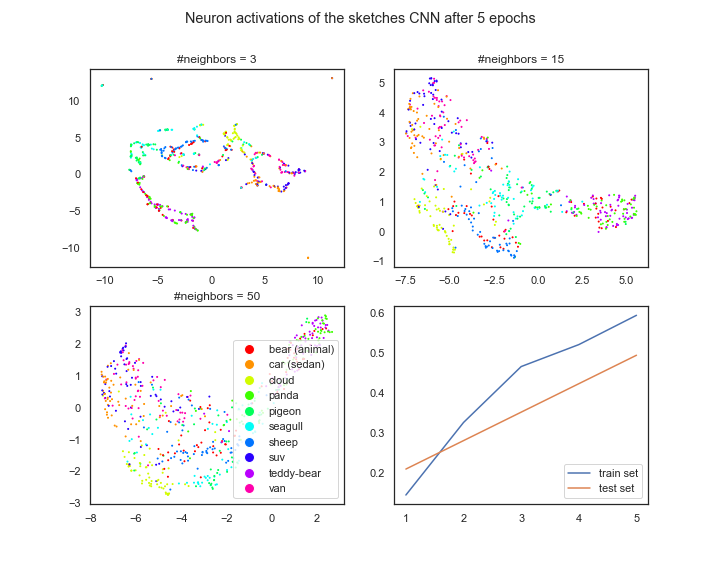 Neuron activations of the sketches CNN after 5 epochs
#neighbors = 3
10
5
0
−5
−10
−10
−5
0
5
10
#neighbors = 15
5
4
3
2
1
0
−1
−7.5
−5.0
−2.5
0.0
2.5
5.0
#neighbors = 50
3
2
1
0
−1
−2
−3
−8
−6
−4
−2
0
2
bear (animal)
car (sedan)
cloud
panda
pigeon
seagull
sheep
suv
teddy-bear
van
0.6
0.5
0.4
0.3
0.2
1
2
3
4
5
train set
test set